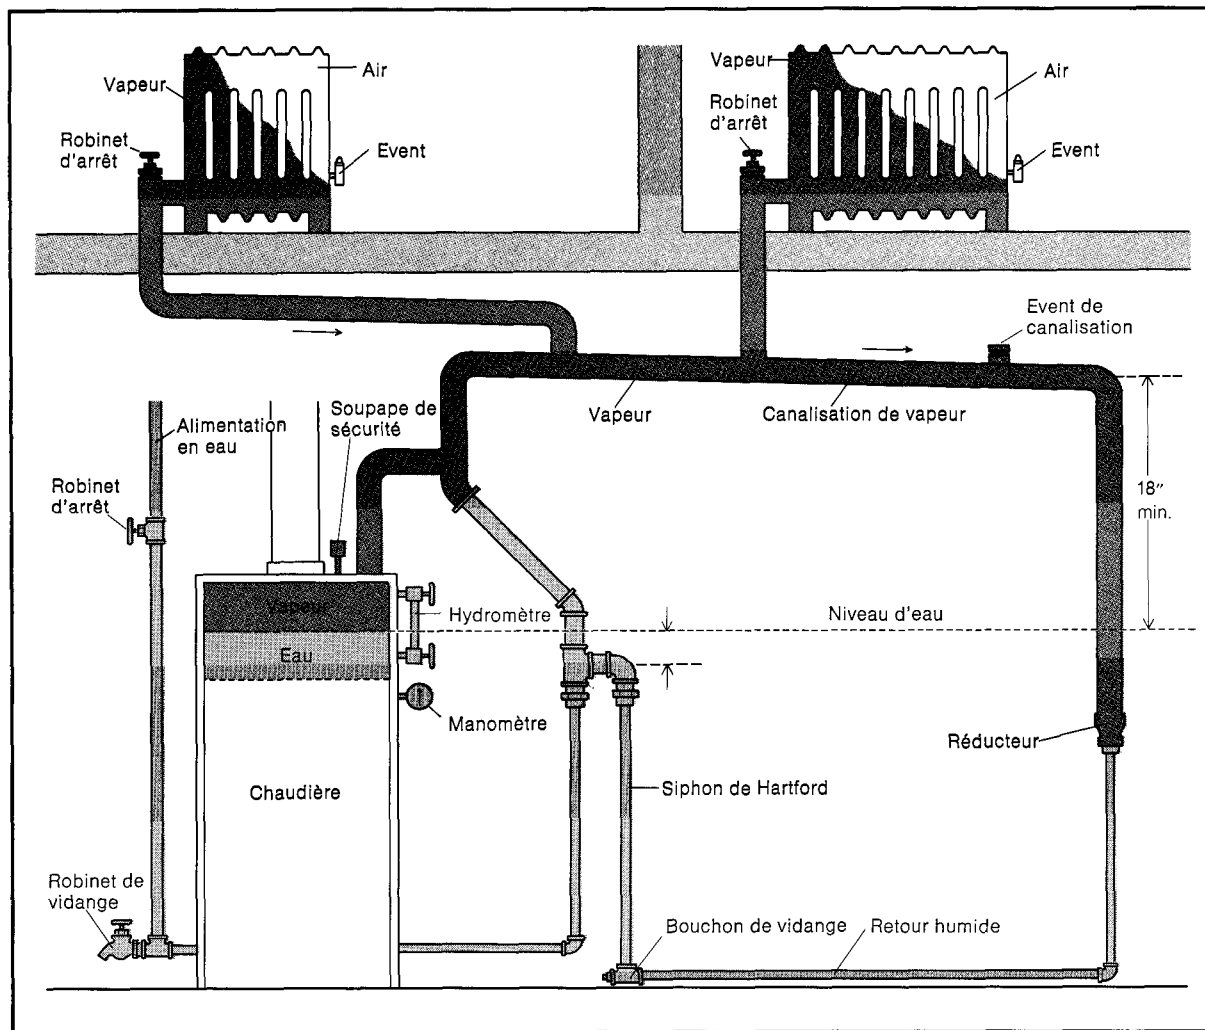 Vapeur
Air
Robinet
d'arrêt
Event
Vapeur
Air
Robinet
d'arrêt
Event
Event de
canalisation
Vapeur
Canalisation de vapeur
Soupape de
sécurité
Alimentation
en eau
Robinet
d'arrêt
18"
min.
Vapeur
Hydromètre
Niveau d'eau
Eau
Manomètre
Réducteur
Chaudière
Siphon de Hartford
Robinet de
vidange
Bouchon de vidange
Retour humide